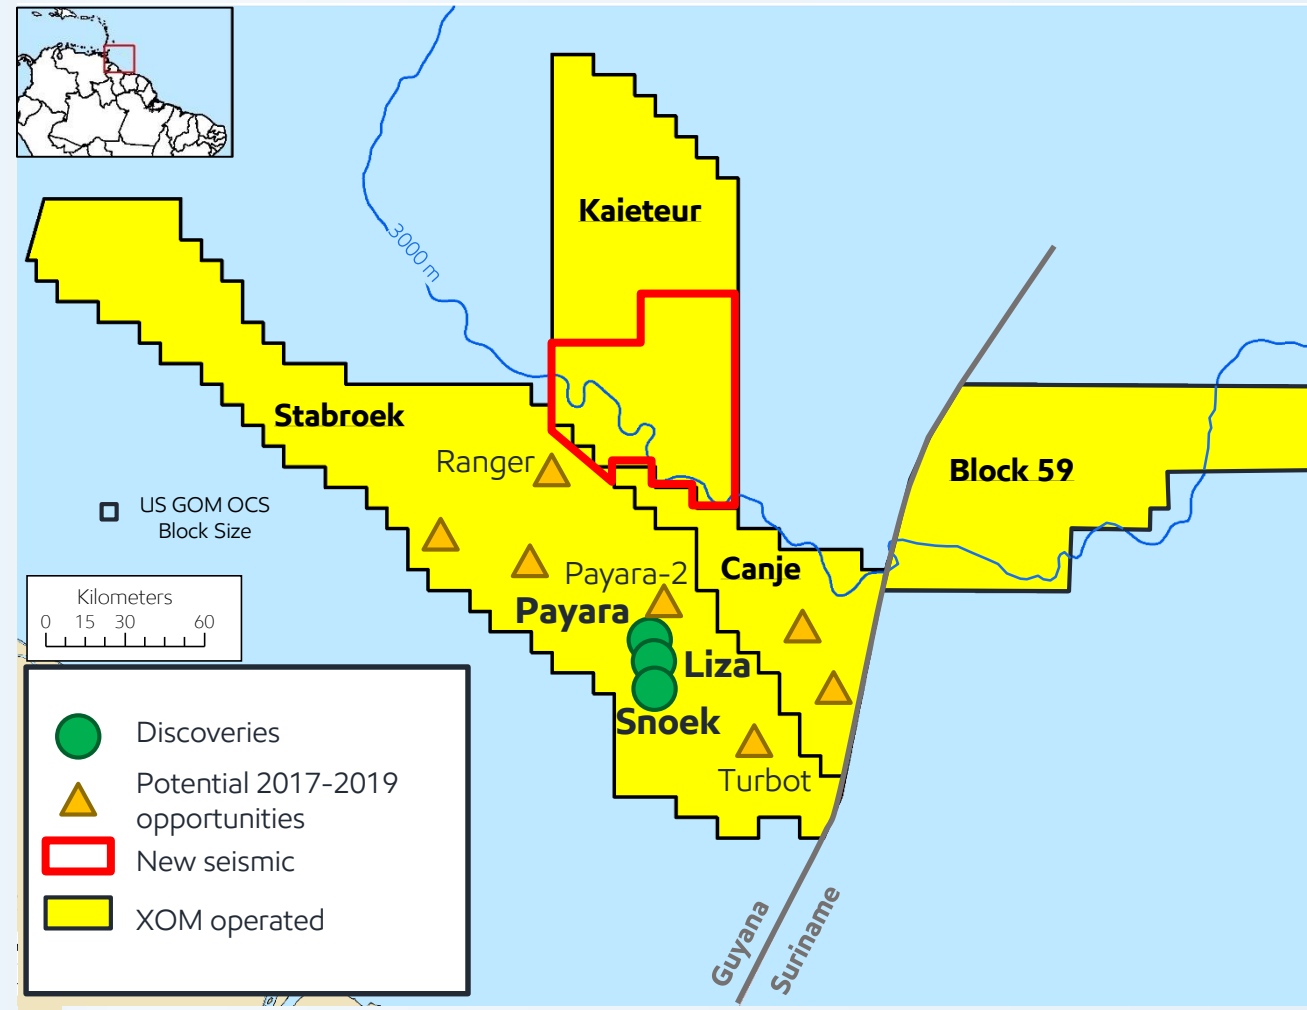 Kaieteur
3000 m
Stabroek
Ranger
Block 59
US GOM OCS
Block Size
Canje
Payara-2
Payara
Kilometers
0 15 30 60
Liza
Snoek
Turbot
Discoveries
Potential 2017-2019
opportunities
New seismic
XOM operated
Guyana
Suriname